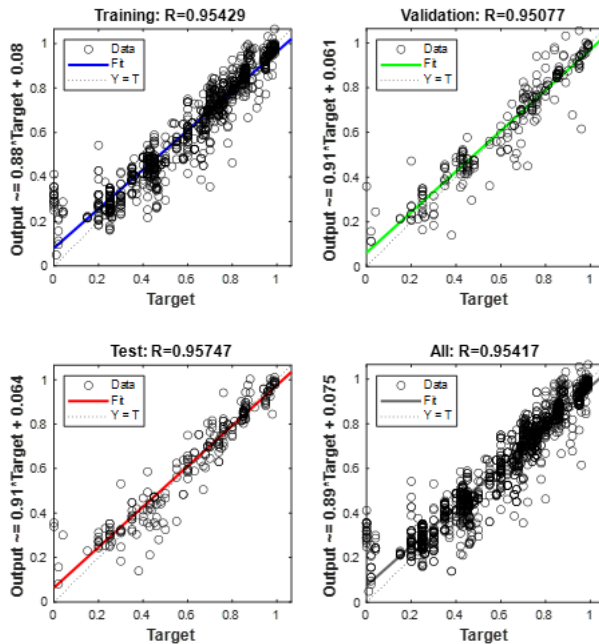 Training: R=0.95429
Output ~= 0.88*Target + 0.08
Data
Fit
Y = T
1
0.8
0.6
0.4
0.2
0
0
0.2
0.4
0.6
0.8
1
Target
Validation: R=0.95077
Output ~= 0.91*Target + 0.061
Data
Fit
Y = T
1
0.8
0.6
0.4
0.2
0
0
0.2
0.4
0.6
0.8
1
Target
Test: R=0.95747
Output ~= 0.91*Target + 0.064
Data
Fit
Y = T
1
0.8
0.6
0.4
0.2
0
0
0.2
0.4
0.6
0.8
1
Target
All: R=0.95417
Output ~= 0.89*Target + 0.075
Data
Fit
Y = T
1
0.8
0.6
0.4
0.2
0
0
0.2
0.4
0.6
0.8
1
Target